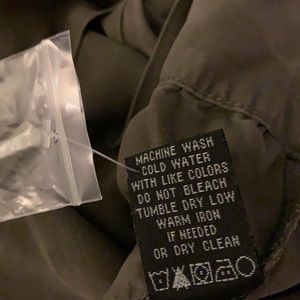 MACHINE WASH
COLD WATER
WITH LIKE COLORS
DO NOT BLEACH
TUMBLE DRY LOW
WARM IRON
IF NEEDED
OR DRY CLEAN